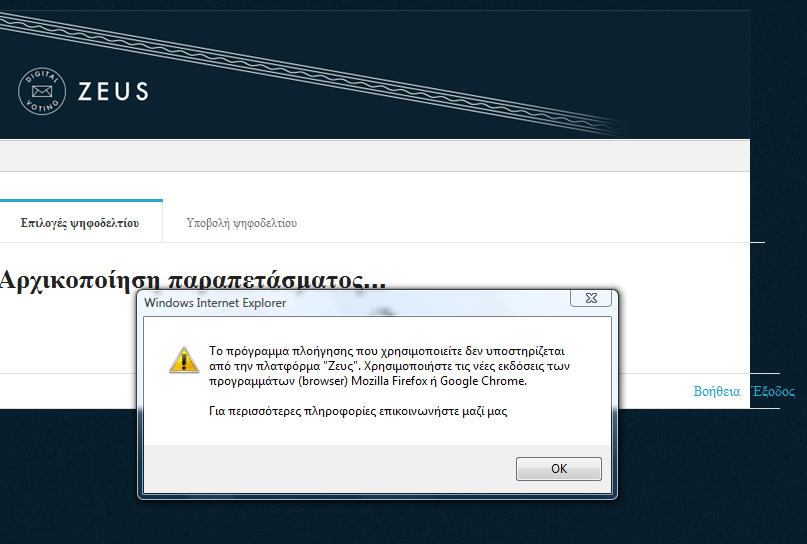 DIGITAL VOTING
ZEUS
Επιλογές ψηφοδελτίου
Υποβολή ψηφοδελτίου
Αρχικοποίηση παραπετάσματος...
Windows Internet Explorer
Το πρόγραμμα πλοήγησης που χρησιμοποιείτε δεν υποστηρίζεται
από την πλατφόρμα "Ζευς". Χρησιμοποιήστε τις νέες εκδόσεις των
προγραμμάτων (browser) Mozilla Firefox ή Google Chrome.
Για περισσότερες πληροφορίες επικοινωνήστε μαζί μας
OK
Βοήθεια Έξοδος